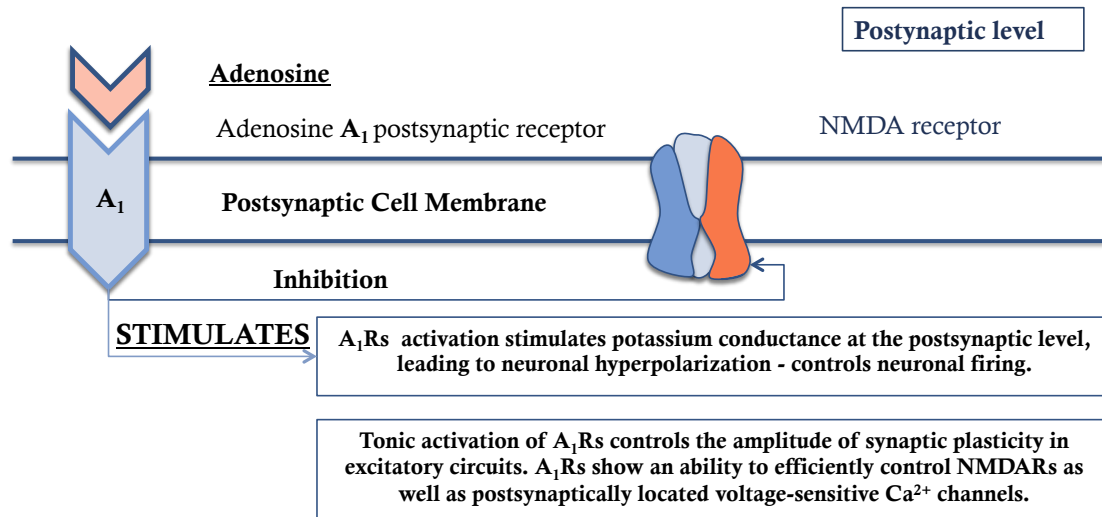 Postynaptic level
Adenosine
Adenosine A₁ postsynaptic receptor
NMDA receptor
A₁
Postsynaptic Cell Membrane
Inhibition
STIMULATES
A₁Rs activation stimulates potassium conductance at the postsynaptic level,
leading to neuronal hyperpolarization - controls neuronal firing.
Tonic activation of A₁Rs controls the amplitude of synaptic plasticity in
excitatory circuits. A₁Rs show an ability to efficiently control NMDARs as
well as postsynaptically located voltage-sensitive Ca²⁺ channels.